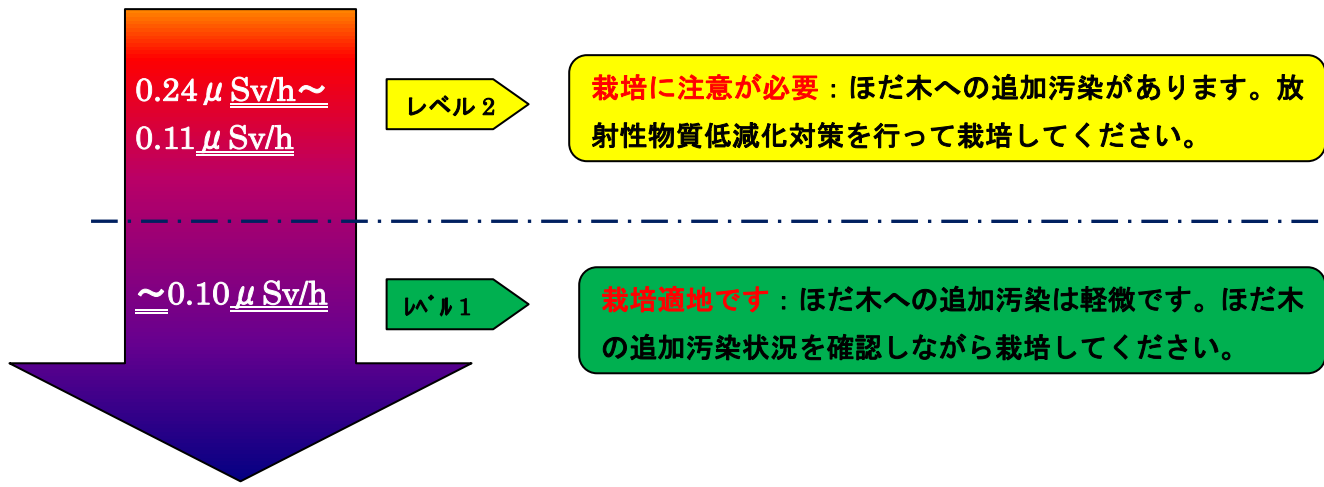 0.24μSv/h～
0.11μSv/h
レベル2
栽培に注意が必要：ほだ木への追加汚染があります。放
射性物質低減化対策を行って栽培してください。
～0.10μSv/h
ﾚﾍﾞﾙ1
栽培適地です：ほだ木への追加汚染は軽微です。ほだ木
の追加汚染状況を確認しながら栽培してください。